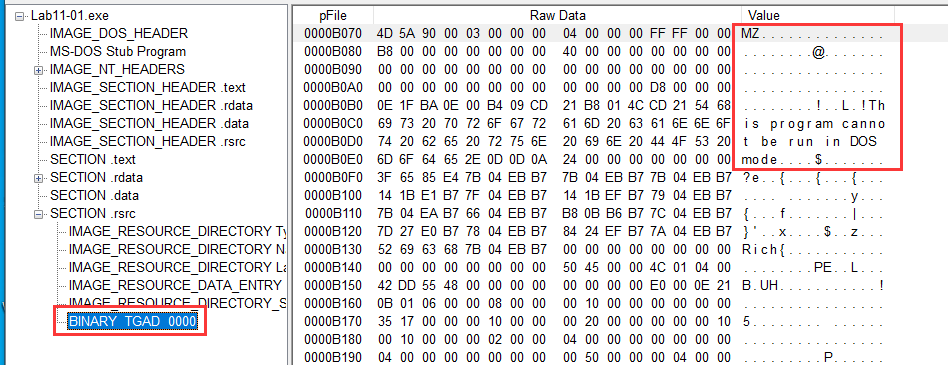 Lab11-01.exe
IMAGE_DOS_HEADER
MS-DOS Stub Program
IMAGE_NT_HEADERS
IMAGE_SECTION_HEADER .text
IMAGE_SECTION_HEADER .rdata
IMAGE_SECTION_HEADER .data
IMAGE_SECTION_HEADER .rsrc
SECTION .text
SECTION .rdata
SECTION .data
SECTION .rsrc
IMAGE_RESOURCE_DIRECTORY Ty
IMAGE_RESOURCE_DIRECTORY N
IMAGE_RESOURCE_DIRECTORY La
IMAGE_RESOURCE_DATA_ENTRY
IMAGE_RESOURCE_DIRECTORY_S
BINARY TGAD 0000
pFile Raw Data Value
0000B070 4D 5A 90 00 03 00 00 00 04 00 00 00 FF FF 00 00 MZ..............
0000B080 B8 00 00 00 00 00 00 00 40 00 00 00 00 00 00 00 ........@.......
0000B090 00 00 00 00 00 00 00 00 00 00 00 00 00 00 00 00 ................
0000B0A0 00 00 00 00 00 00 00 00 00 00 00 00 D8 00 00 00 ................
0000B0B0 0E 1F BA 0E 00 B4 09 CD 21 B8 01 4C CD 21 54 68 ........!..L.!Th
0000B0C0 69 73 20 70 72 6F 67 72 61 6D 20 63 61 6E 6E 6F is program canno
0000B0D0 74 20 62 65 20 72 75 6E 20 69 6E 20 44 4F 53 20 t be run in DOS
0000B0E0 6D 6F 64 65 2E 0D 0D 0A 24 00 00 00 00 00 00 00 mode....$.......
0000B0F0 3F 65 85 E4 7B 04 EB B7 7B 04 EB B7 7B 04 EB B7 ?e..{...{...{...
0000B100 14 1B E1 B7 7F 04 EB B7 14 1B EF B7 79 04 EB B7 ............y...
0000B110 7B 04 EA B7 66 04 EB B7 B8 0B B6 B7 7C 04 EB B7 {...f.......|...
0000B120 7D 27 E0 B7 78 04 EB B7 84 24 EF B7 7A 04 EB B7 }'..x....$..z...
0000B130 52 69 63 68 7B 04 EB B7 00 00 00 00 00 00 00 00 Rich{...........
0000B140 00 00 00 00 00 00 00 00 50 45 00 00 4C 01 04 00 ........PE..L...
0000B150 42 DD 55 48 00 00 00 00 00 00 00 00 E0 00 0E 21 B.UH...........!
0000B160 0B 01 06 00 00 08 00 00 00 10 00 00 00 00 00 00 ................
0000B170 35 17 00 00 00 10 00 00 00 20 00 00 00 00 00 10 5........ ......
0000B180 00 10 00 00 00 02 00 00 04 00 00 00 00 00 00 00 ................
0000B190 04 00 00 00 00 00 00 00 00 50 00 00 00 04 00 00 .........P......